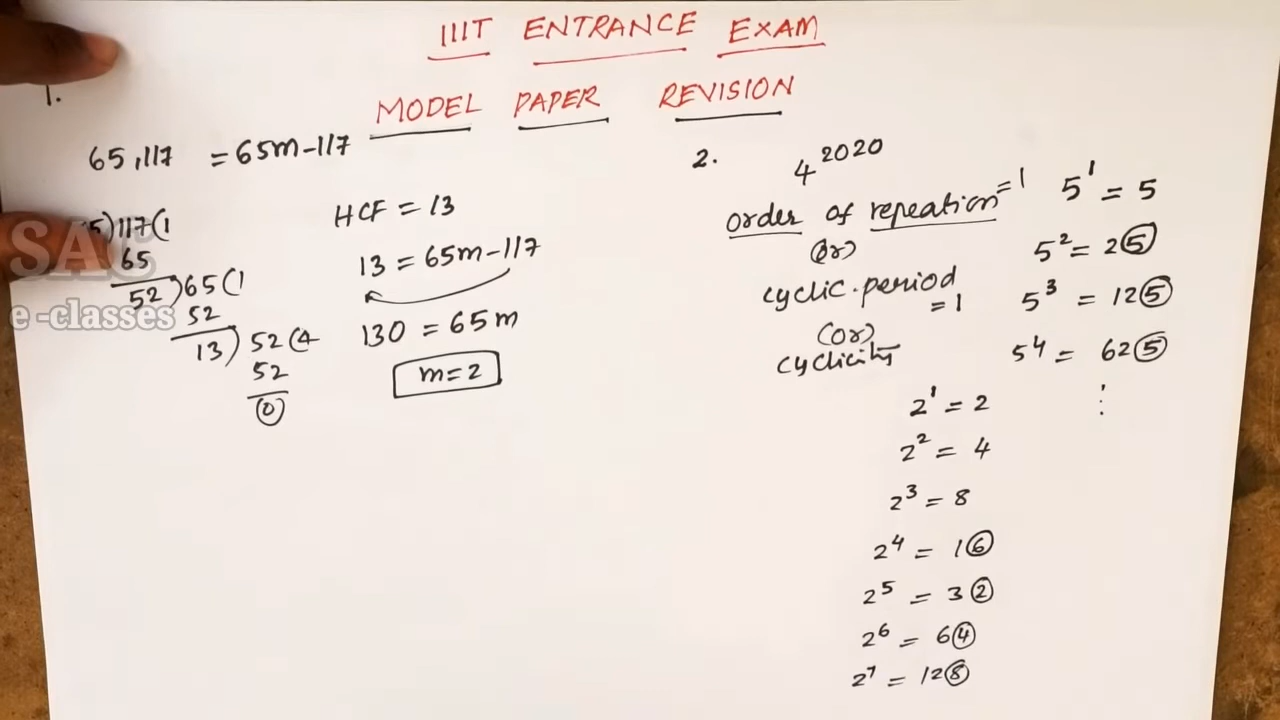 IIIT ENTRANCE EXAM
MODEL PAPER REVISION
1.
65,117 = 65m-117
5)117(1
65
52)65(1
52
13)52(4
52
0
HCF = 13
13 = 65m-117
130 = 65m
m=2
2. 4^2020
order of repeation=1
(or)
cyclic.period
=1
(or)
cyclicity
5^1 = 5
5^2 = 25
5^3 = 125
5^4 = 625
⋮
2^1 = 2
2^2 = 4
2^3 = 8
2^4 = 16
2^5 = 32
2^6 = 64
2^7 = 128
SAC
e-classes